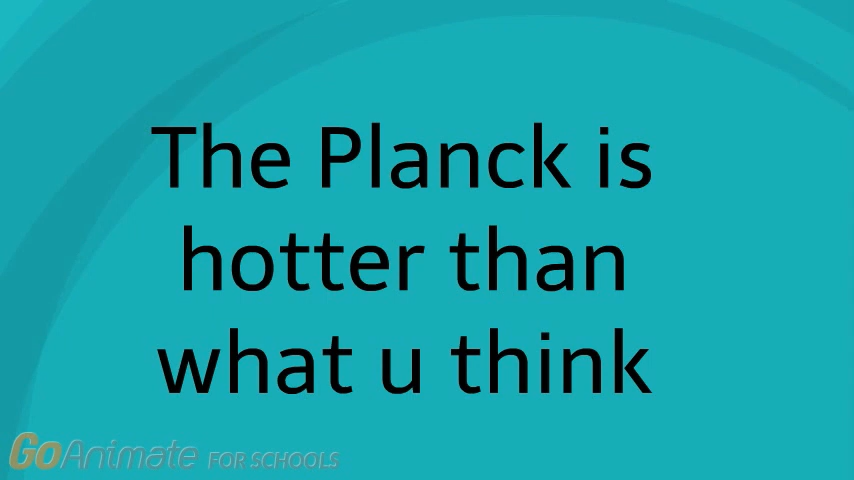 The Planck is
hotter than
what u think
GoAnimate FOR SCHOOLS